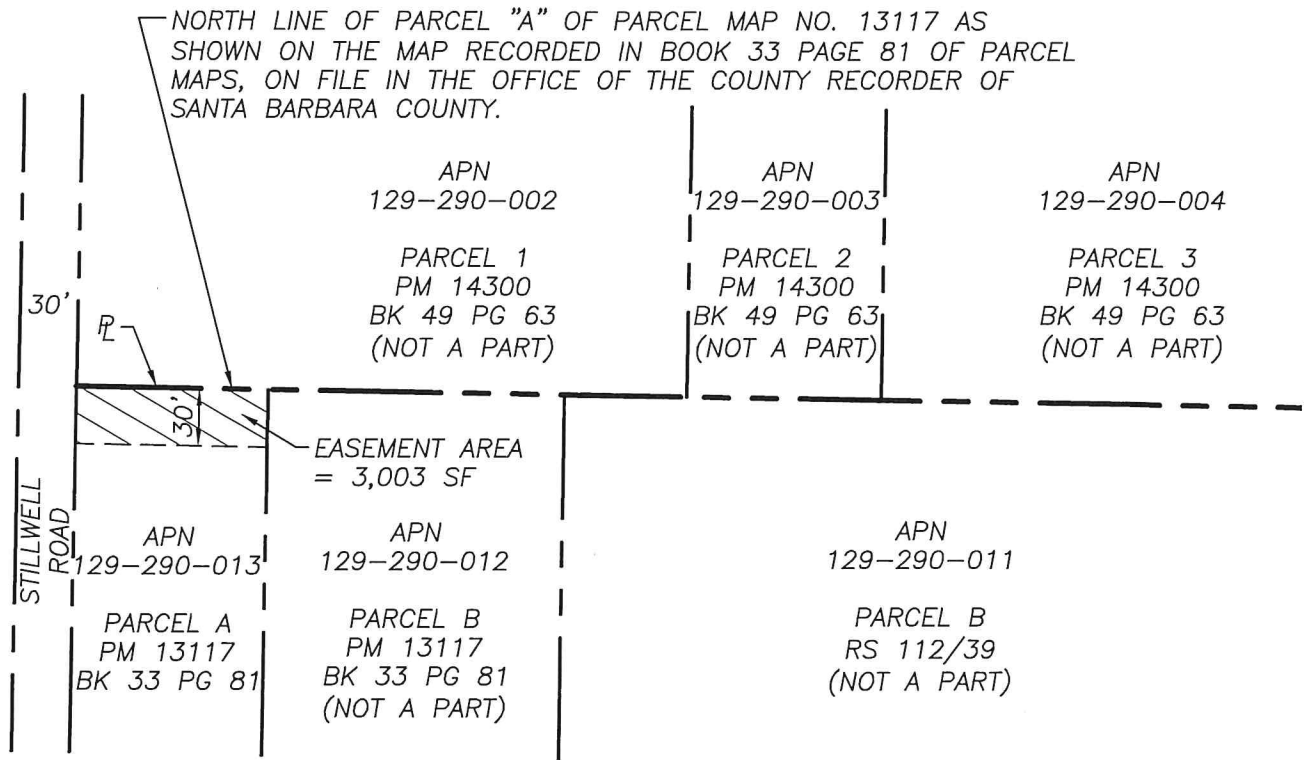 NORTH LINE OF PARCEL "A" OF PARCEL MAP NO. 13117 AS
SHOWN ON THE MAP RECORDED IN BOOK 33 PAGE 81 OF PARCEL
MAPS, ON FILE IN THE OFFICE OF THE COUNTY RECORDER OF
SANTA BARBARA COUNTY.
APN
129-290-002
PARCEL 1
PM 14300
BK 49 PG 63
(NOT A PART)
APN
129-290-003
PARCEL 2
PM 14300
BK 49 PG 63
(NOT A PART)
APN
129-290-004
PARCEL 3
PM 14300
BK 49 PG 63
(NOT A PART)
30'
PL
30'
EASEMENT AREA
= 3,003 SF
STILLWELL
ROAD
APN
129-290-013
PARCEL A
PM 13117
BK 33 PG 81
APN
129-290-012
PARCEL B
PM 13117
BK 33 PG 81
(NOT A PART)
APN
129-290-011
PARCEL B
RS 112/39
(NOT A PART)